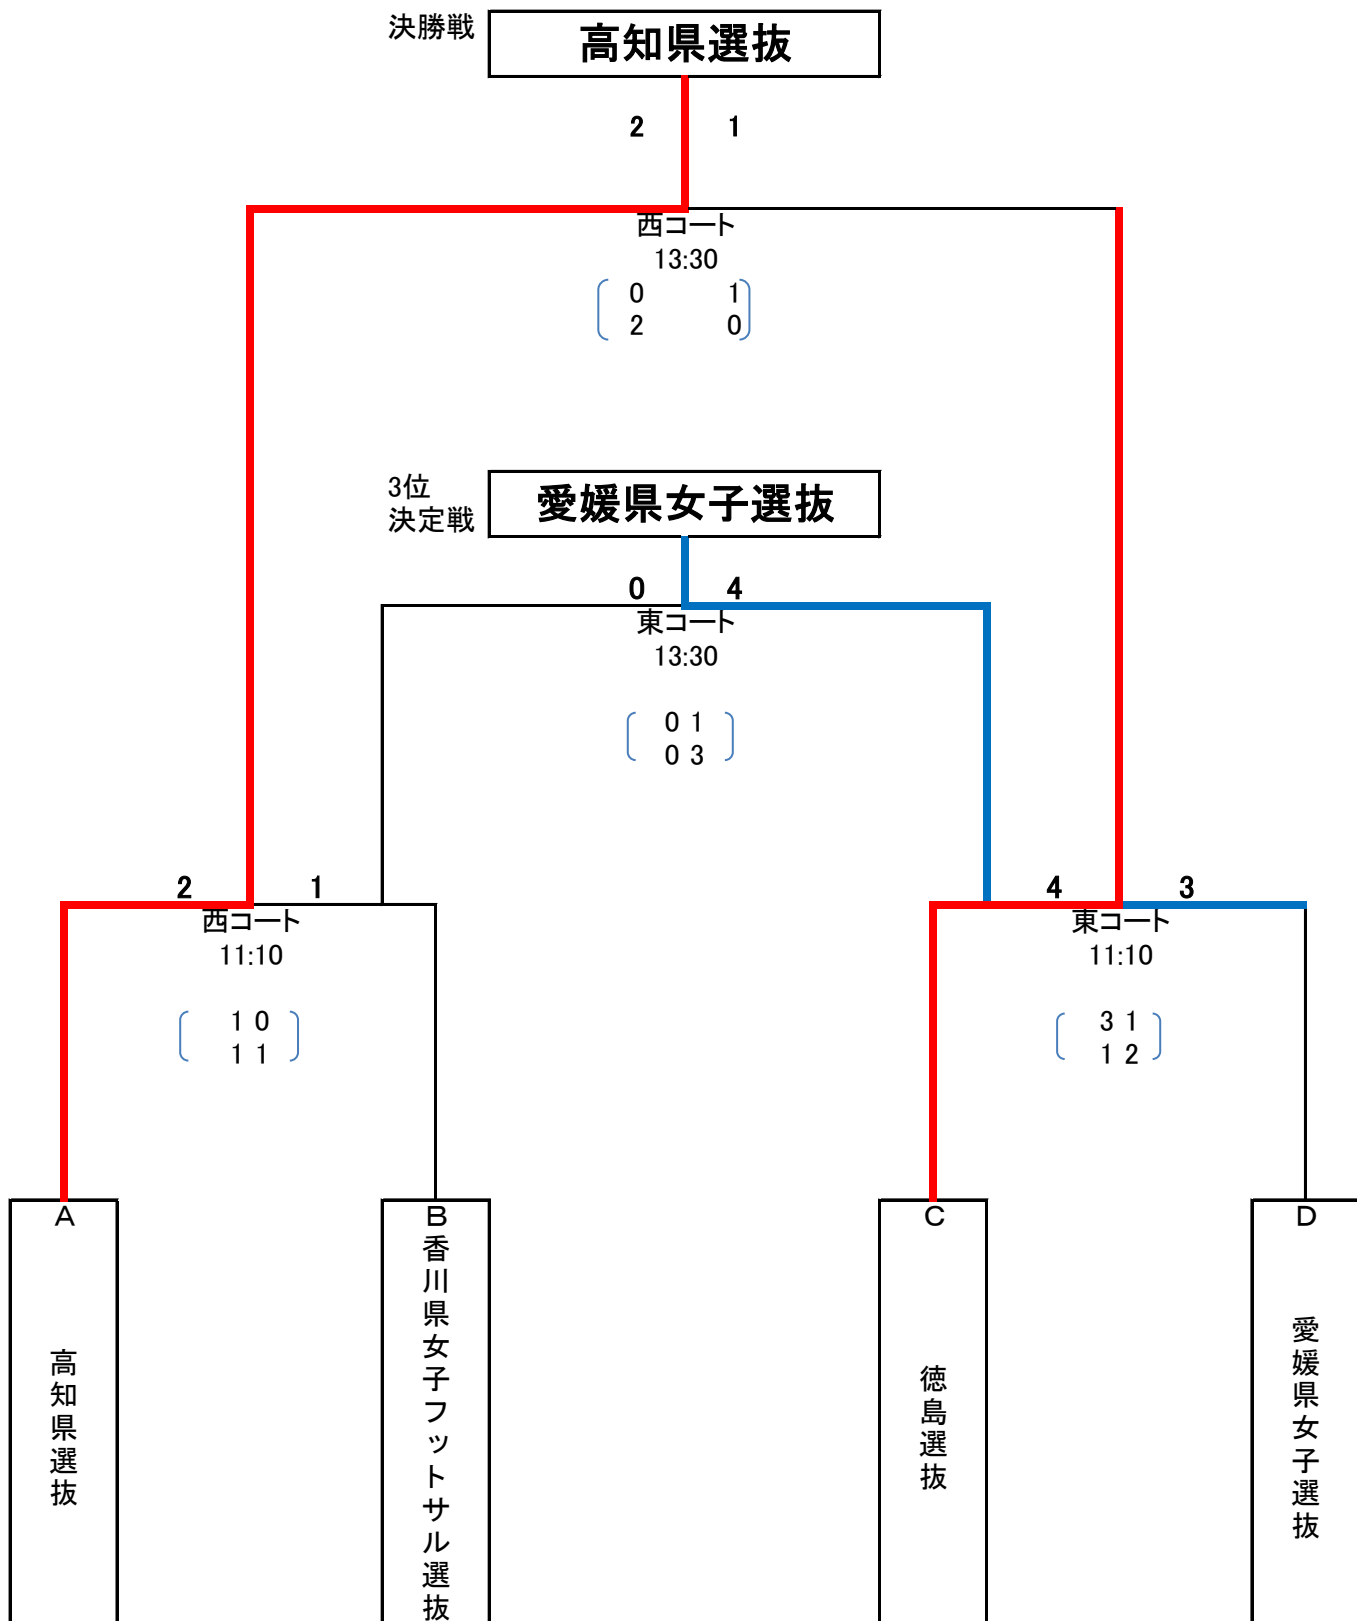 決勝戦
高知県選抜
2 1
西コート
13:30
0 1
2 0
3位
決定戦
愛媛県女子選抜
0 4
東コート
13:30
0 1
0 3
2 1
西コート
11:10
1 0
1 1
4 3
東コート
11:10
3 1
1 2
A
高知県選抜
B
香川県女子フットサル選抜
C
徳島選抜
D
愛媛県女子選抜